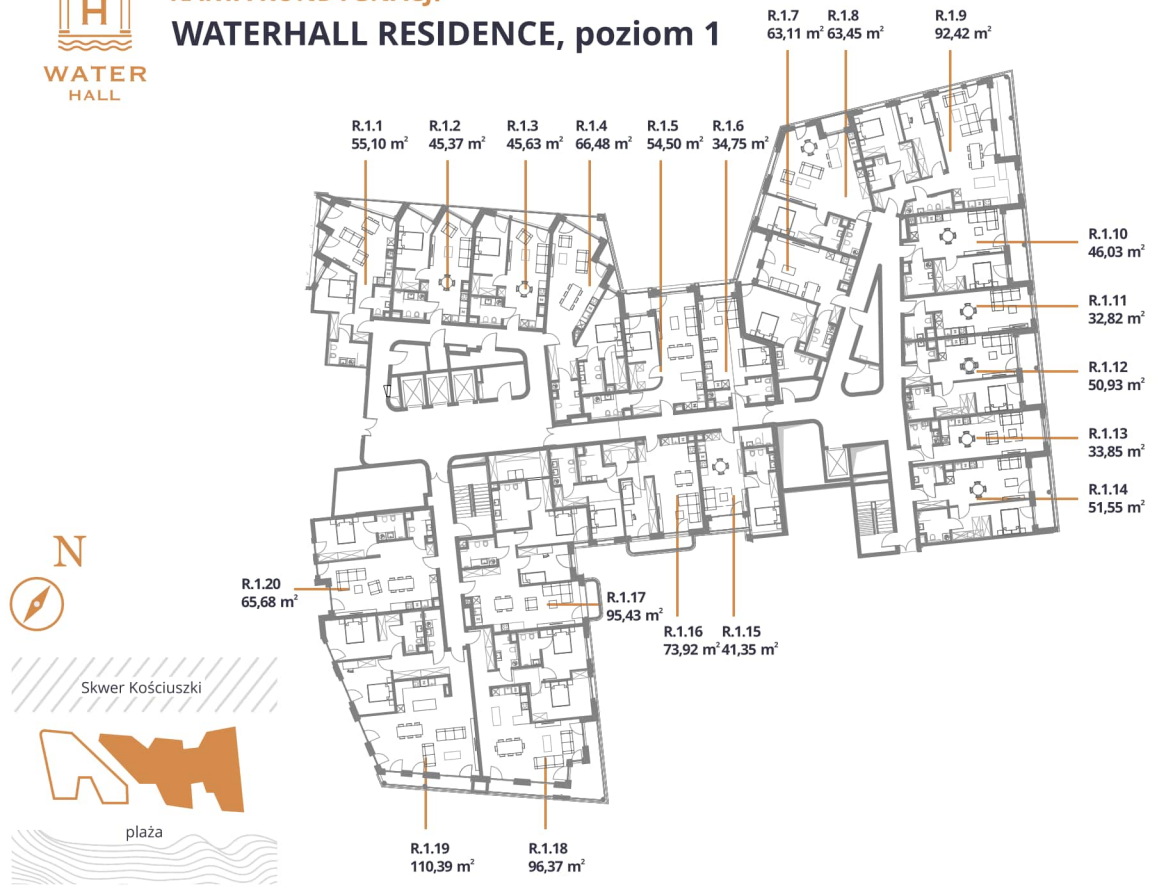 H
WATER
HALL
WATERHALL RESIDENCE, poziom 1
R.1.7
63,11 m²
R.1.8
63,45 m²
R.1.9
92,42 m²
R.1.1
55,10 m²
R.1.2
45,37 m²
R.1.3
45,63 m²
R.1.4
66,48 m²
R.1.5
54,50 m²
R.1.6
34,75 m²
R.1.10
46,03 m²
R.1.11
32,82 m²
R.1.12
50,93 m²
R.1.13
33,85 m²
R.1.14
51,55 m²
N
R.1.20
65,68 m²
R.1.17
95,43 m²
R.1.16
73,92 m²
R.1.15
41,35 m²
Skwer Kościuszki
plaża
R.1.19
110,39 m²
R.1.18
96,37 m²